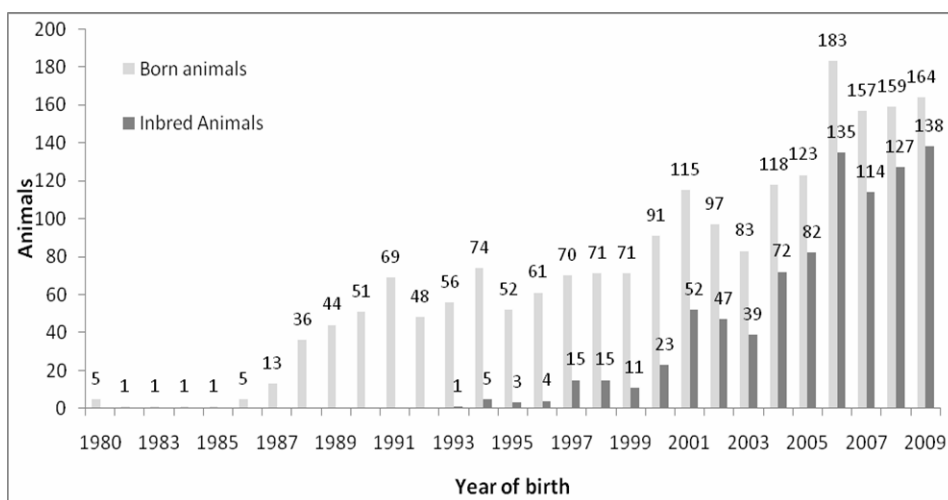 200
180
160
140
120
100
80
60
40
20
0
Animals
Born animals
Inbred Animals
5 1 1 1 1 5 13 36 44 51 69 48 56 74 52 61 70 71 71 91 115 97 83 118 123 183 157 159 164
1 5 3 4 15 15 11 23 52 47 39 72 82 135 114 127 138
1980 1983 1985 1987 1989 1991 1993 1995 1997 1999 2001 2003 2005 2007 2009
Year of birth